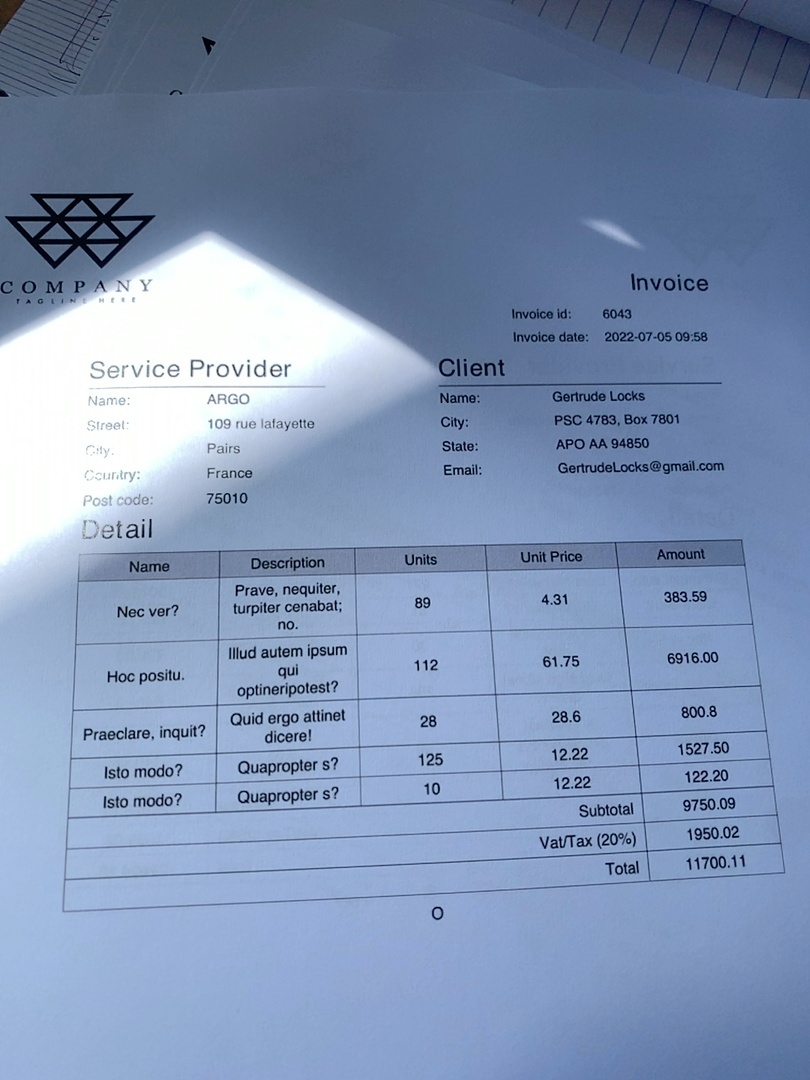 COMPANY
TAGLINE HERE
Invoice
Invoice id: 6043
Invoice date: 2022-07-05 09:58
Service Provider
Name: ARGO
Street: 109 rue lafayette
City: Pairs
Country: France
Post code: 75010
Client
Name: Gertrude Locks
City: PSC 4783, Box 7801
State: APO AA 94850
Email: GertrudeLocks@gmail.com
Detail
Name Description Units Unit Price Amount
Nec ver? Prave, nequiter, 89 4.31 383.59
turpiter cenabat;
no.
Hoc positu. Illud autem ipsum 112 61.75 6916.00
qui
optineripotest?
Praeclare, inquit? Quid ergo attinet 28 28.6 800.8
dicere!
Isto modo? Quapropter s? 125 12.22 1527.50
Isto modo? Quapropter s? 10 12.22 122.20
Subtotal 9750.09
Vat/Tax (20%) 1950.02
Total 11700.11
O